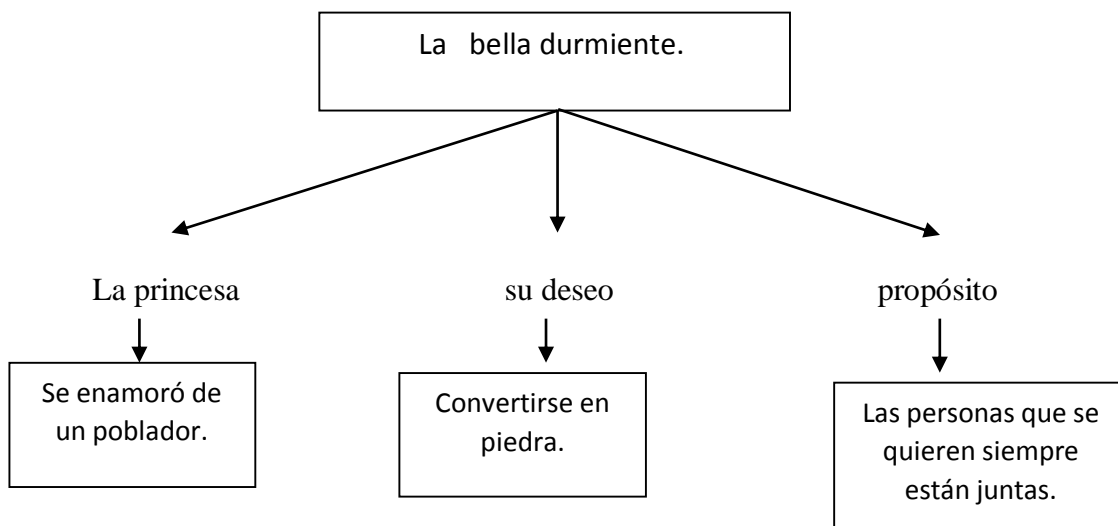 La bella durmiente.
La princesa
su deseo
propósito
Se enamoró de
un poblador.
Convertirse en
piedra.
Las personas que se
quieren siempre
están juntas.